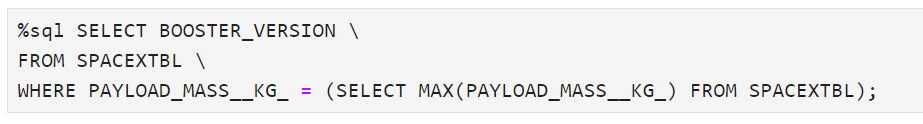 %sql SELECT BOOSTER_VERSION \
FROM SPACEXTBL \
WHERE PAYLOAD_MASS__KG_ = (SELECT MAX(PAYLOAD_MASS__KG_) FROM SPACEXTBL);